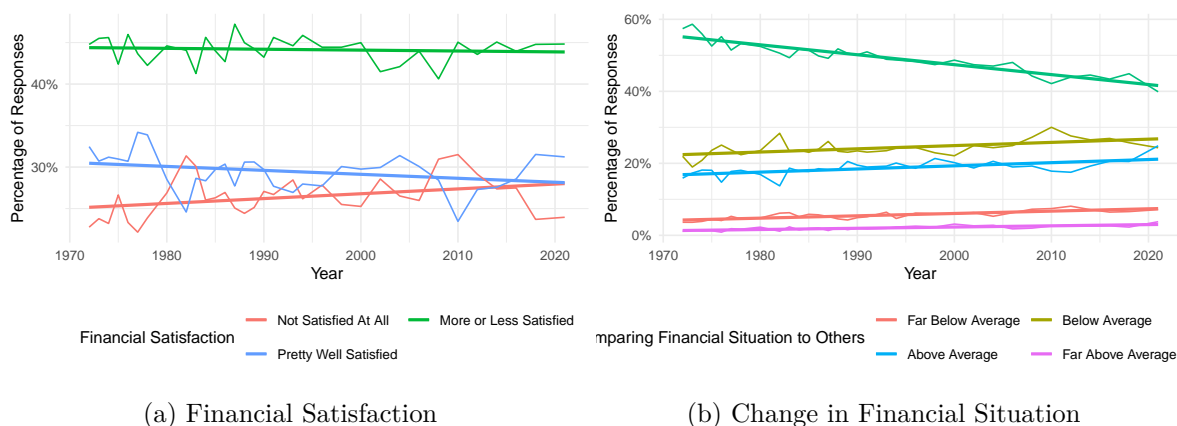 Percentage of Responses
40%
30%
1970
1980
1990
2000
2010
2020
Year
Financial Satisfaction
Not Satisfied At All
More or Less Satisfied
Pretty Well Satisfied
(a) Financial Satisfaction
Percentage of Responses
60%
40%
20%
0%
1970
1980
1990
2000
2010
2020
Year
mparing Financial Situation to Others
Far Below Average
Below Average
Above Average
Far Above Average
(b) Change in Financial Situation